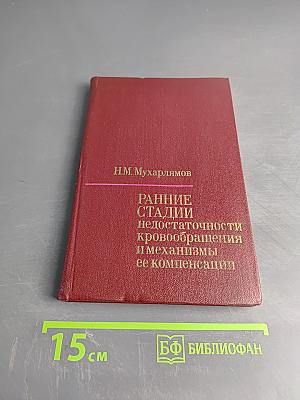 Н.М.Мухарлямов
РАННИЕ
СТАДИИ
недостаточности
кровообращения
и механизмы
ее компенсации
15 см
БФ БИБЛИОФАН